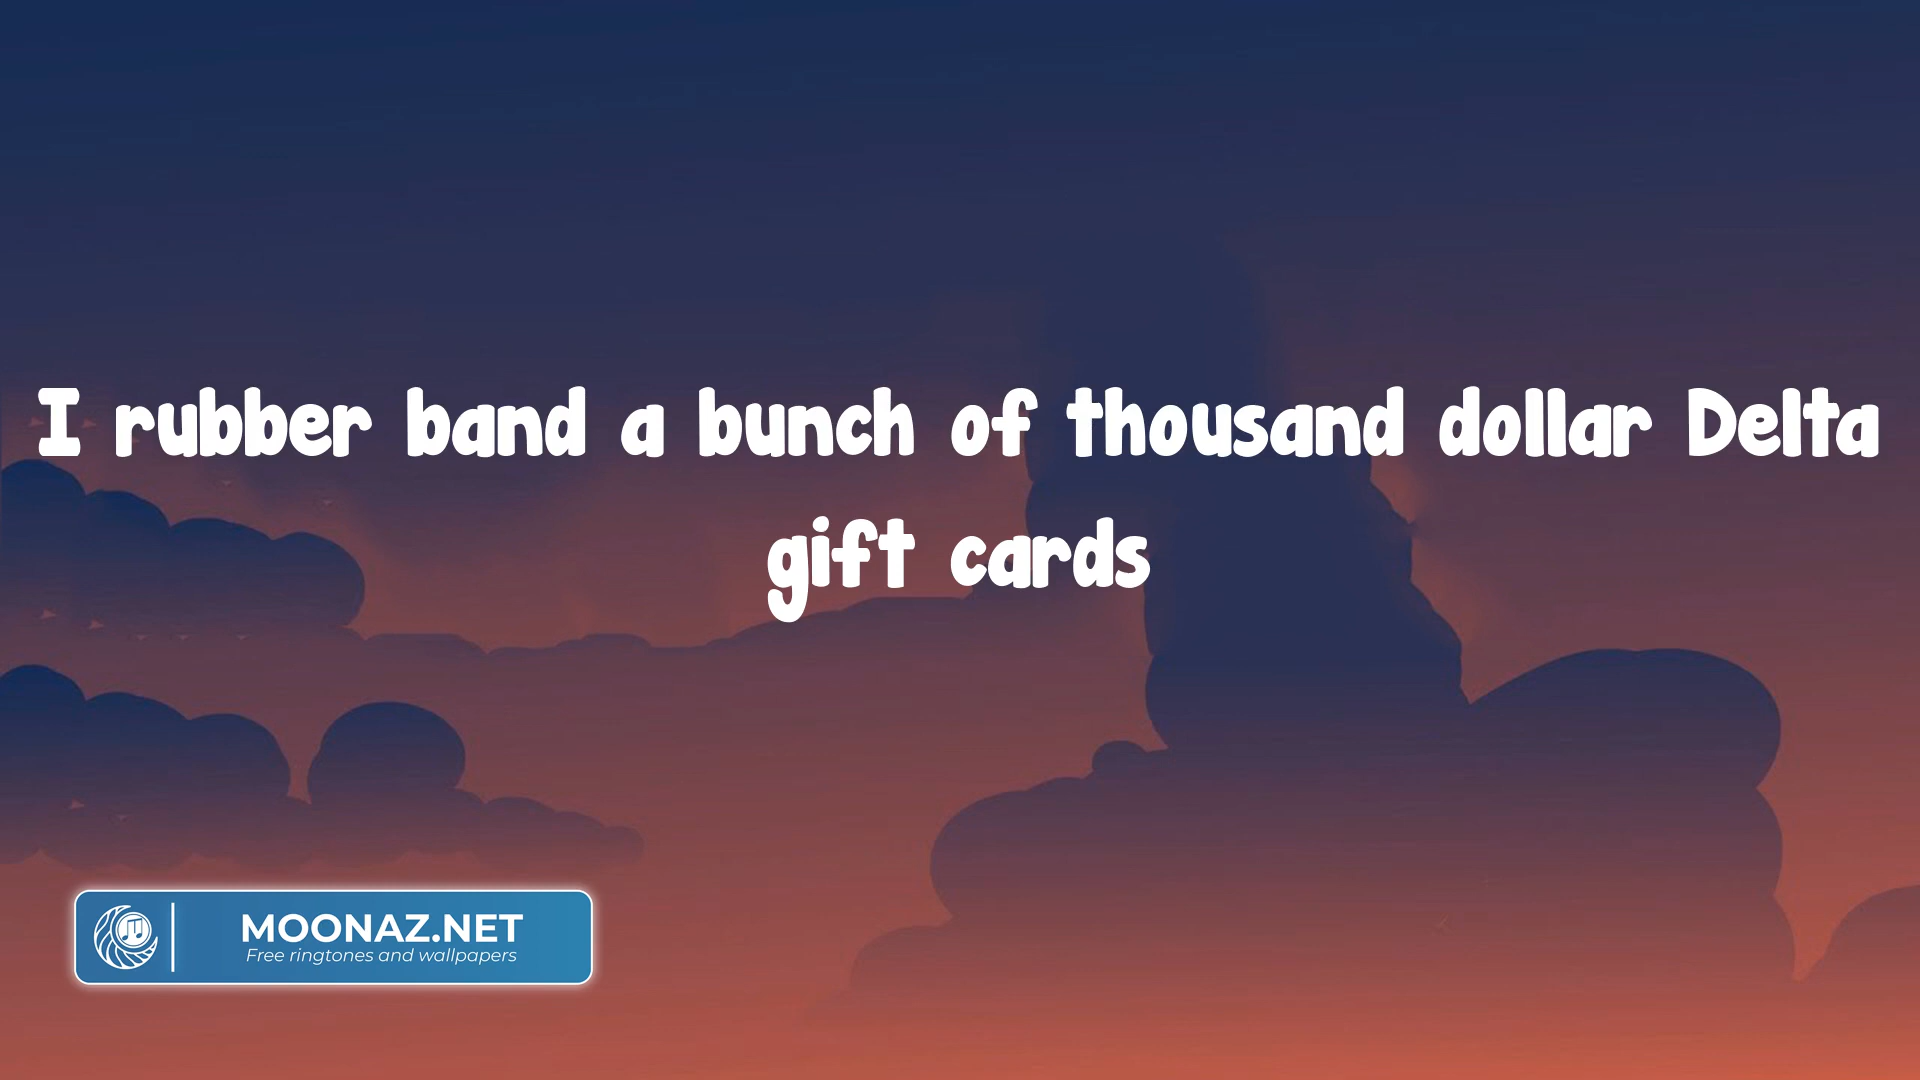 I rubber band a bunch of thousand dollar Delta
gift cards
MOONAZ.NET
Free ringtones and wallpapers